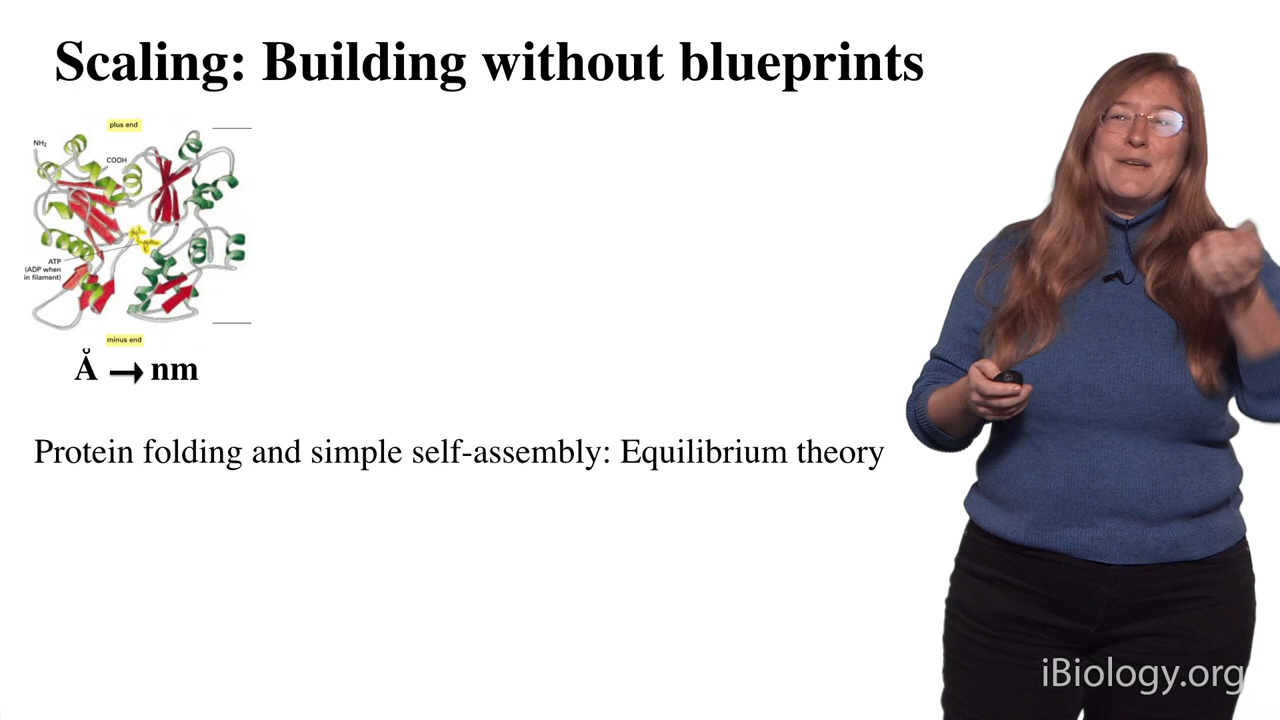 Scaling: Building without blueprints
plus end
NH₂
COOH
ATP
(ADP when
in filament)
minus end
Å → nm
Protein folding and simple self-assembly: Equilibrium theory
iBiology.org